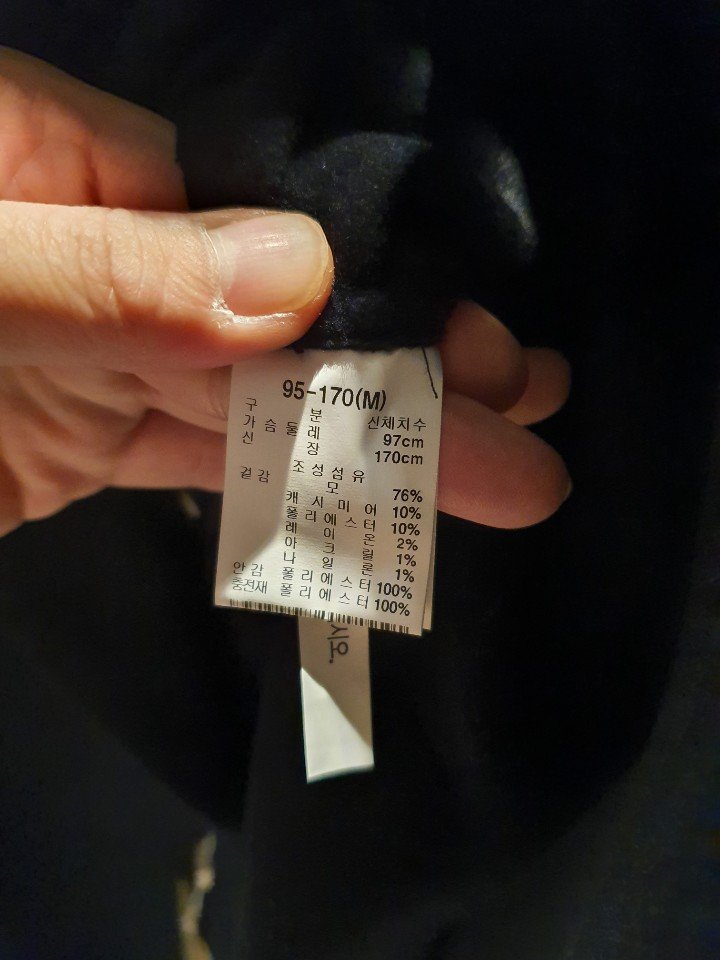 95-170(M)
구 분 신체치수
가슴둘레 97cm
신 장 170cm
조성섬유
겉감 모 76%
캐시미어 10%
폴리에스터 10%
레이온 2%
아크릴 1%
나일론 1%
안감 폴리에스터 100%
충전재 폴리에스터 100%
시오.